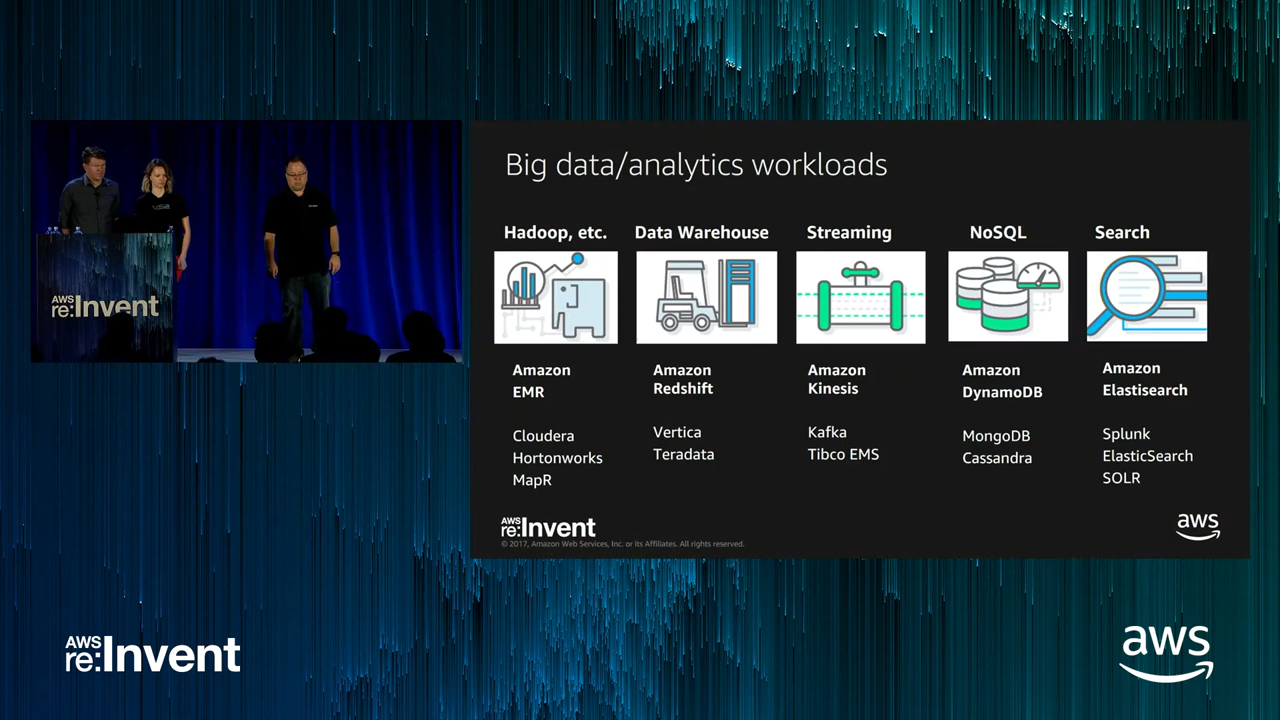 Big data/analytics workloads
Hadoop, etc.
Data Warehouse
Streaming
NoSQL
Search
Amazon
EMR
Amazon
Redshift
Amazon
Kinesis
Amazon
DynamoDB
Amazon
Elastisearch
Cloudera
Hortonworks
MapR
Vertica
Teradata
Kafka
Tibco EMS
MongoDB
Cassandra
Splunk
ElasticSearch
SOLR
AWS
re:Invent
© 2017, Amazon Web Services, Inc. or its Affiliates. All rights reserved.
aws
AWS
re:Invent
AWS
re:Invent
aws